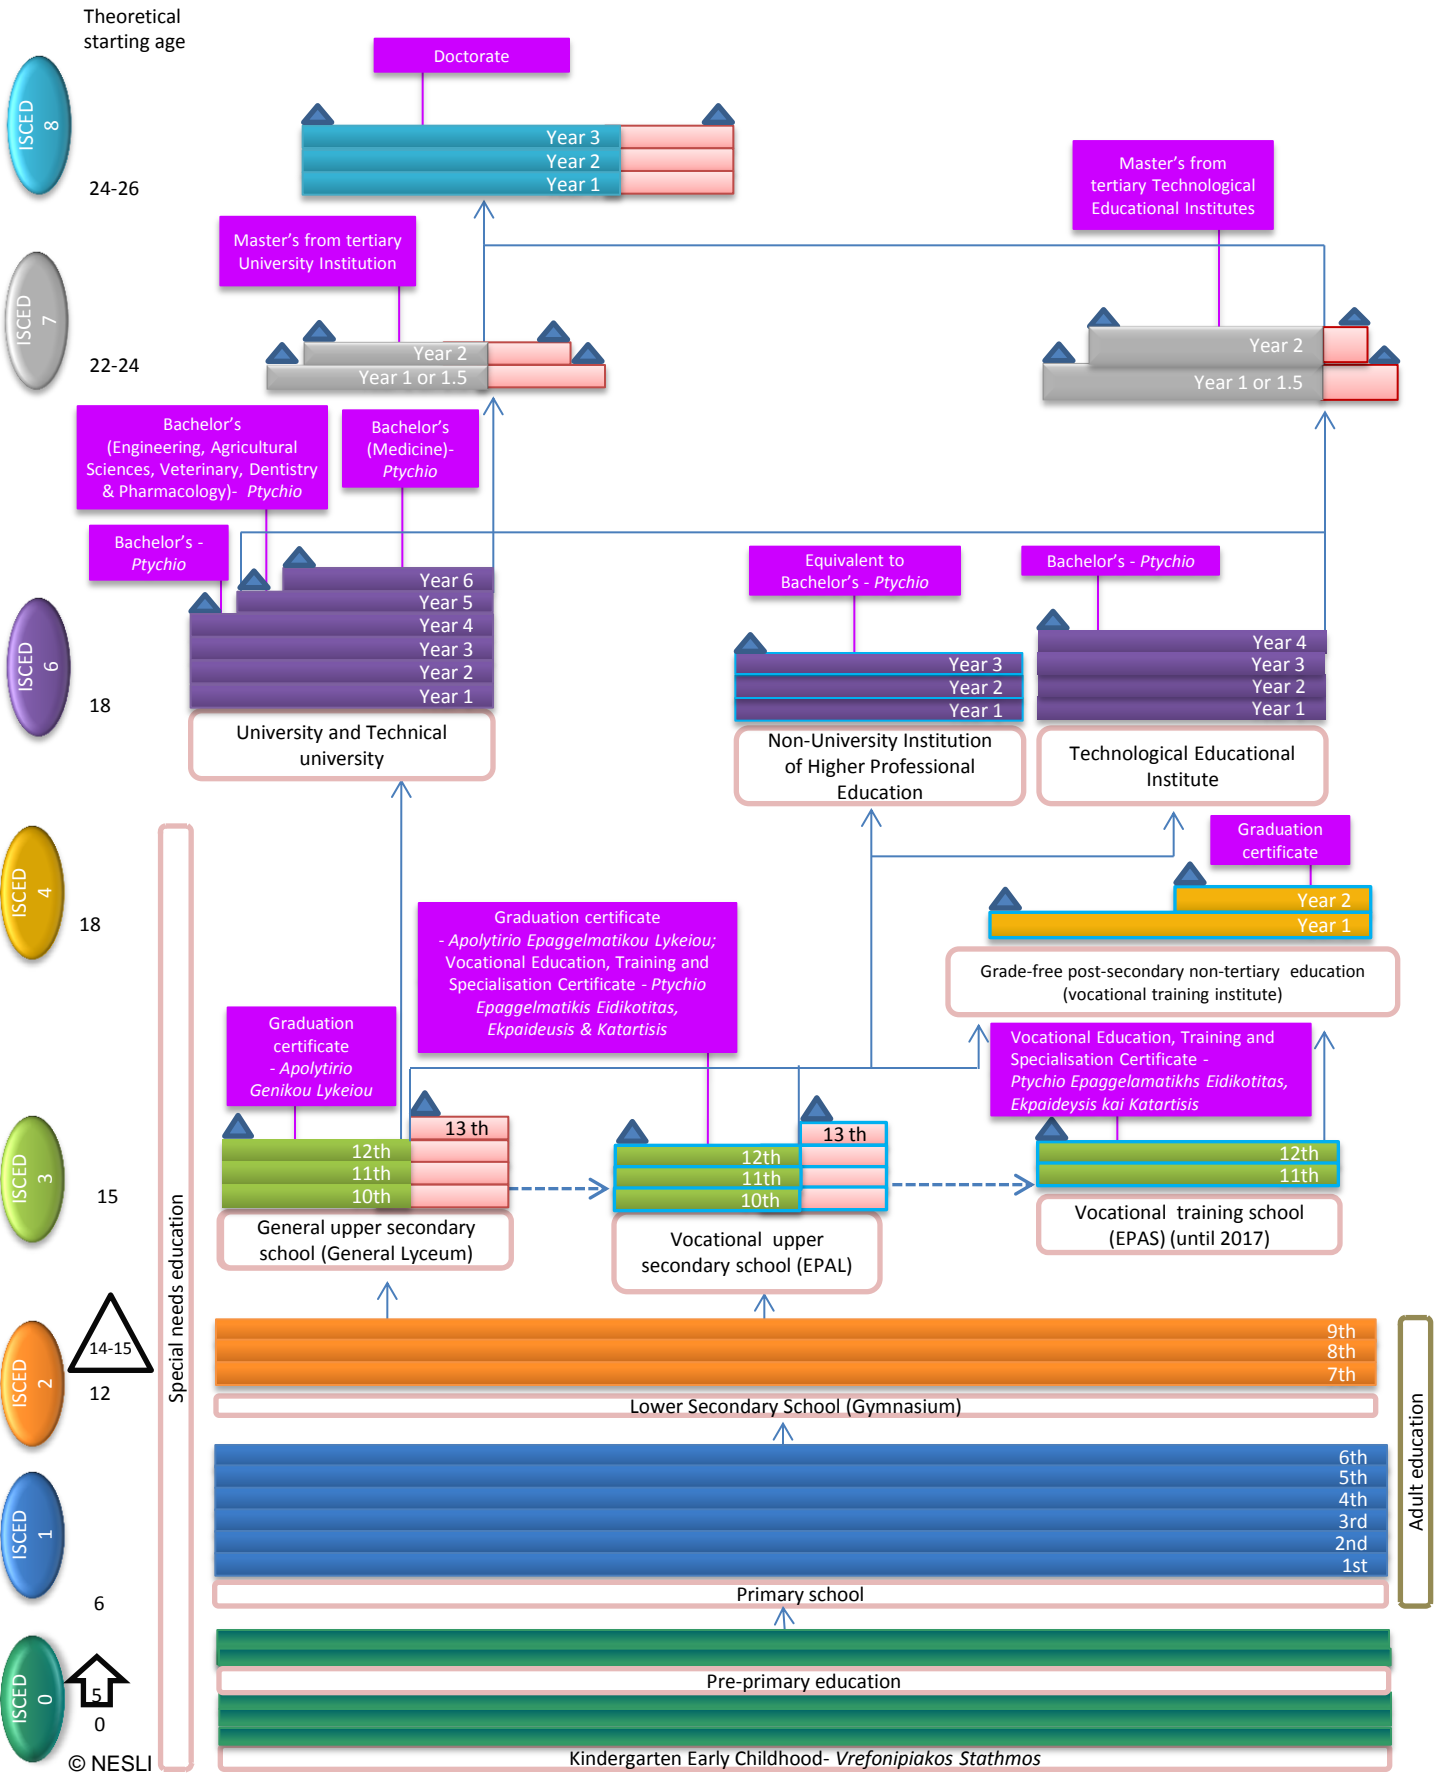 Theoretical
starting age
ISCED
8
24-26
Doctorate
Year 3
Year 2
Year 1
Master's from
tertiary Technological
Educational Institutes
Master's from tertiary
University Institution
ISCED
7
22-24
Year 2
Year 1 or 1.5
Year 2
Year 1 or 1.5
Bachelor's
(Engineering, Agricultural
Sciences, Veterinary, Dentistry
& Pharmacology)- Ptychio
Bachelor's
(Medicine)-
Ptychio
Bachelor's -
Ptychio
Equivalent to
Bachelor's - Ptychio
Bachelor's - Ptychio
ISCED
6
18
Year 6
Year 5
Year 4
Year 3
Year 2
Year 1
University and Technical
university
Year 3
Year 2
Year 1
Non-University Institution
of Higher Professional
Education
Year 4
Year 3
Year 2
Year 1
Technological Educational
Institute
ISCED
4
18
Graduation
certificate
Year 2
Year 1
Grade-free post-secondary non-tertiary education
(vocational training institute)
Graduation certificate
- Apolytirio Epaggelmatikou Lykeiou;
Vocational Education, Training and
Specialisation Certificate - Ptychio
Epaggelmatikis Eidikotitas,
Ekpaideusis & Katartisis
Graduation
certificate
- Apolytirio
Genikou Lykeiou
Vocational Education, Training and
Specialisation Certificate -
Ptychio Epaggelamatikhs Eidikotitas,
Ekpaideysis kai Katartisis
ISCED
3
15
13 th
12th
11th
10th
General upper secondary
school (General Lyceum)
13 th
12th
11th
10th
Vocational upper
secondary school (EPAL)
12th
11th
Vocational training school
(EPAS) (until 2017)
Special needs education
ISCED
2
14-15
12
9th
8th
7th
Lower Secondary School (Gymnasium)
Adult education
ISCED
1
6
6th
5th
4th
3rd
2nd
1st
Primary school
ISCED
0
5
0
Pre-primary education
Kindergarten Early Childhood- Vrefonipiakos Stathmos
© NESLI